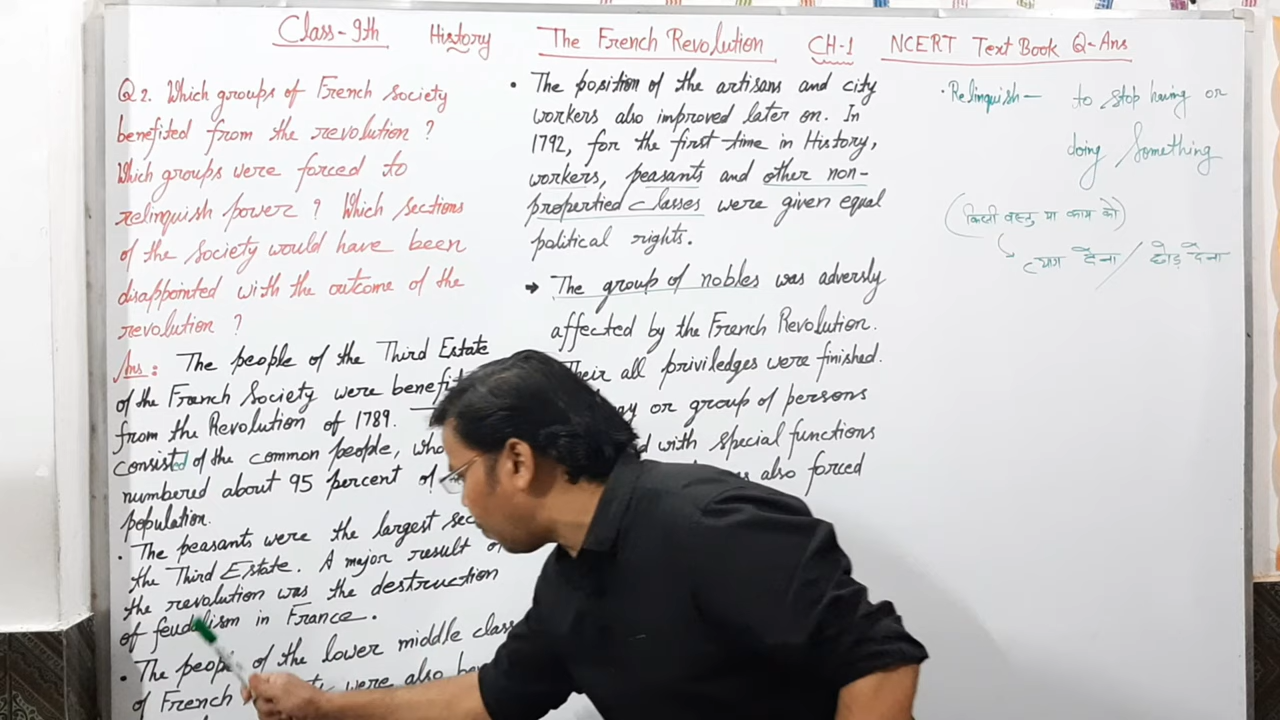 Class-9th History The French Revolution CH-1 NCERT Text Book Q-Ans
Q2. Which groups of French Society
benefited from the revolution ?
Which groups were forced to
relinquish power ? Which sections
of the Society would have been
disappointed with the outcome of the
revolution ?
Ans: The people of the Third Estate
of the French Society were
from the Revolution of 1789.
consisted of the common people,
numbered about 95 percent of
population.
• The peasants were the largest
the Third Estate. A major result
the revolution was the destruction
of feudalism in France.
• The people of the lower middle class
of French were also
• The position of the artisans and city
workers also improved later on. In
1792, for the first time in History,
workers, peasants and other non-
propertied classes were given equal
political rights.
→ The group of nobles was adversly
affected by the French Revolution.
Their all priviledges were finished.
or group of persons
with special functions
also forced
• Relinquish — to stop having or
doing Something
(किसी वस्तु या काम को)
त्याग देना / छोड़ देना